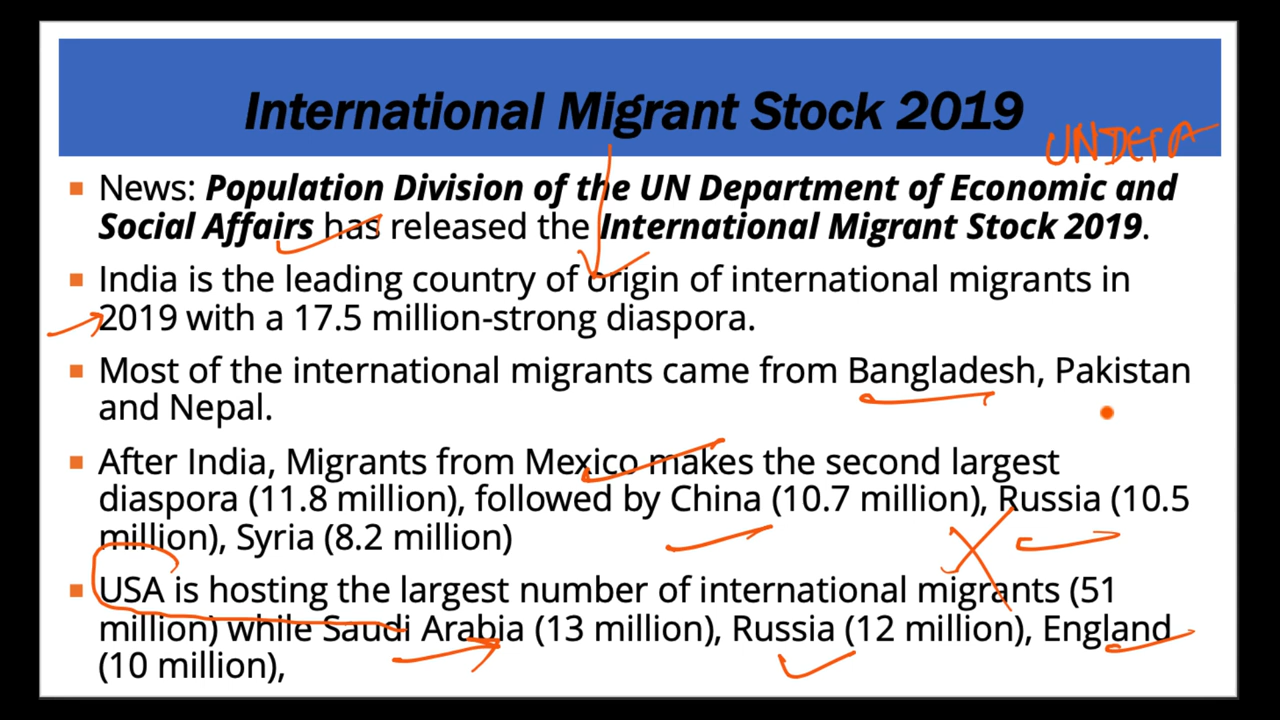 International Migrant Stock 2019
UNDESA
News: Population Division of the UN Department of Economic and
Social Affairs has released the International Migrant Stock 2019.
India is the leading country of origin of international migrants in
2019 with a 17.5 million-strong diaspora.
Most of the international migrants came from Bangladesh, Pakistan
and Nepal.
After India, Migrants from Mexico makes the second largest
diaspora (11.8 million), followed by China (10.7 million), Russia (10.5
million), Syria (8.2 million)
USA is hosting the largest number of international migrants (51
million) while Saudi Arabia (13 million), Russia (12 million), England
(10 million),